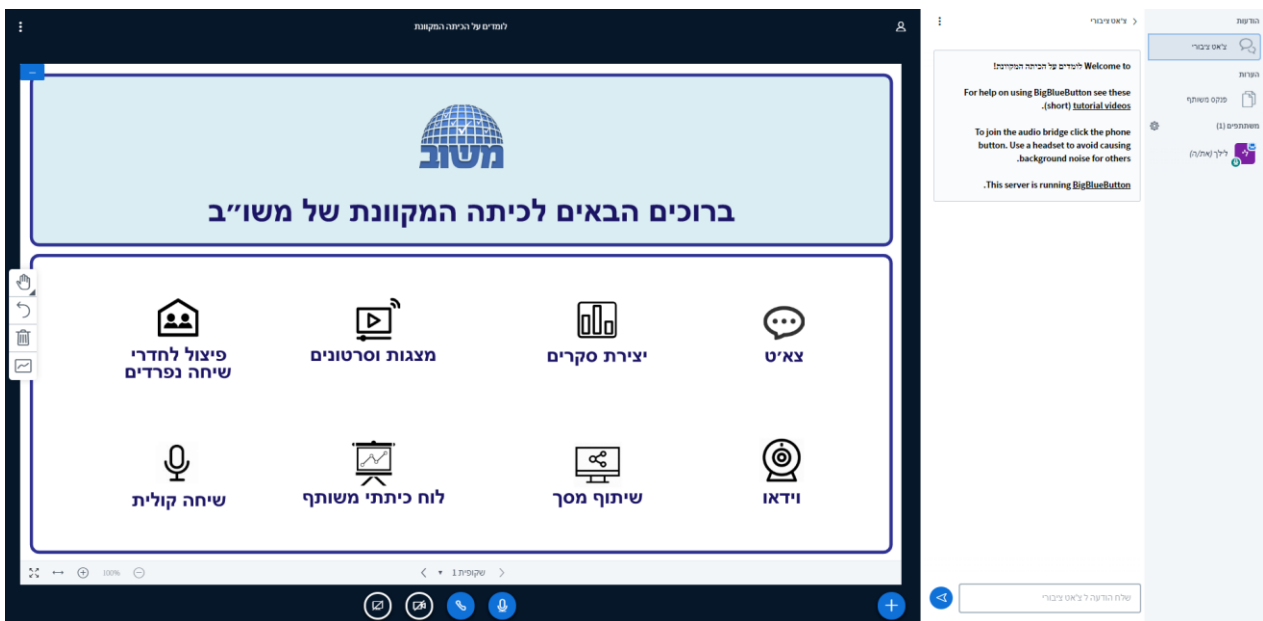 הודעות
צ'אט ציבורי
הערות
פנקס משותף
משתתפים (1)
לילך (את/ה)
צ'אט ציבורי
Welcome to לומדים על הכיתה המקוונת!
For help on using BigBlueButton see these
(short) tutorial videos.
To join the audio bridge click the phone
button. Use a headset to avoid causing
background noise for others.
This server is running BigBlueButton.
שלח הודעה ל צ'אט ציבורי
לומדים על הכיתה המקוונת
משוב
ברוכים הבאים לכיתה המקוונת של משו״ב
צא׳ט
יצירת סקרים
מצגות וסרטונים
פיצול לחדרי
שיחה נפרדים
וידאו
שיתוף מסך
לוח כיתתי משותף
שיחה קולית
שקופית 1
100%